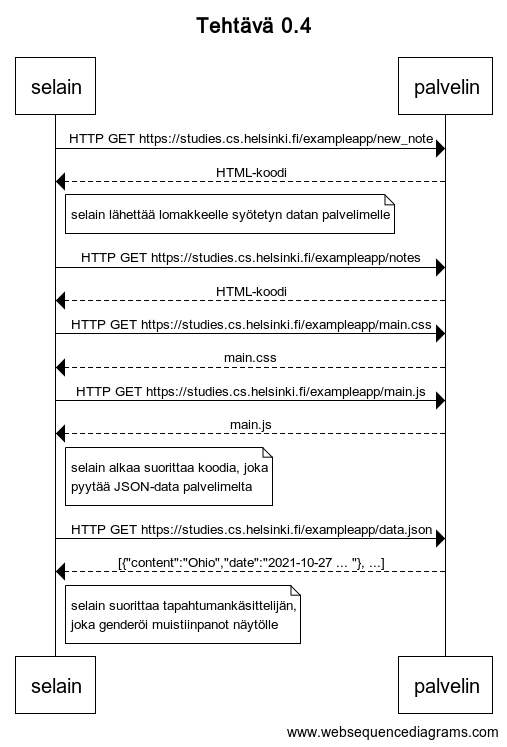 Tehtävä 0.4
selain
palvelin
HTTP GET https://studies.cs.helsinki.fi/exampleapp/new_note
HTML-koodi
selain lähettää lomakkeelle syötetyn datan palvelimelle
HTTP GET https://studies.cs.helsinki.fi/exampleapp/notes
HTML-koodi
HTTP GET https://studies.cs.helsinki.fi/exampleapp/main.css
main.css
HTTP GET https://studies.cs.helsinki.fi/exampleapp/main.js
main.js
selain alkaa suorittaa koodia, joka
pyytää JSON-data palvelimelta
HTTP GET https://studies.cs.helsinki.fi/exampleapp/data.json
[{"content":"Ohio","date":"2021-10-27 ... "}, ...]
selain suorittaa tapahtumankäsittelijän,
joka genderöi muistiinpanot näytölle
selain
palvelin
www.websequencediagrams.com